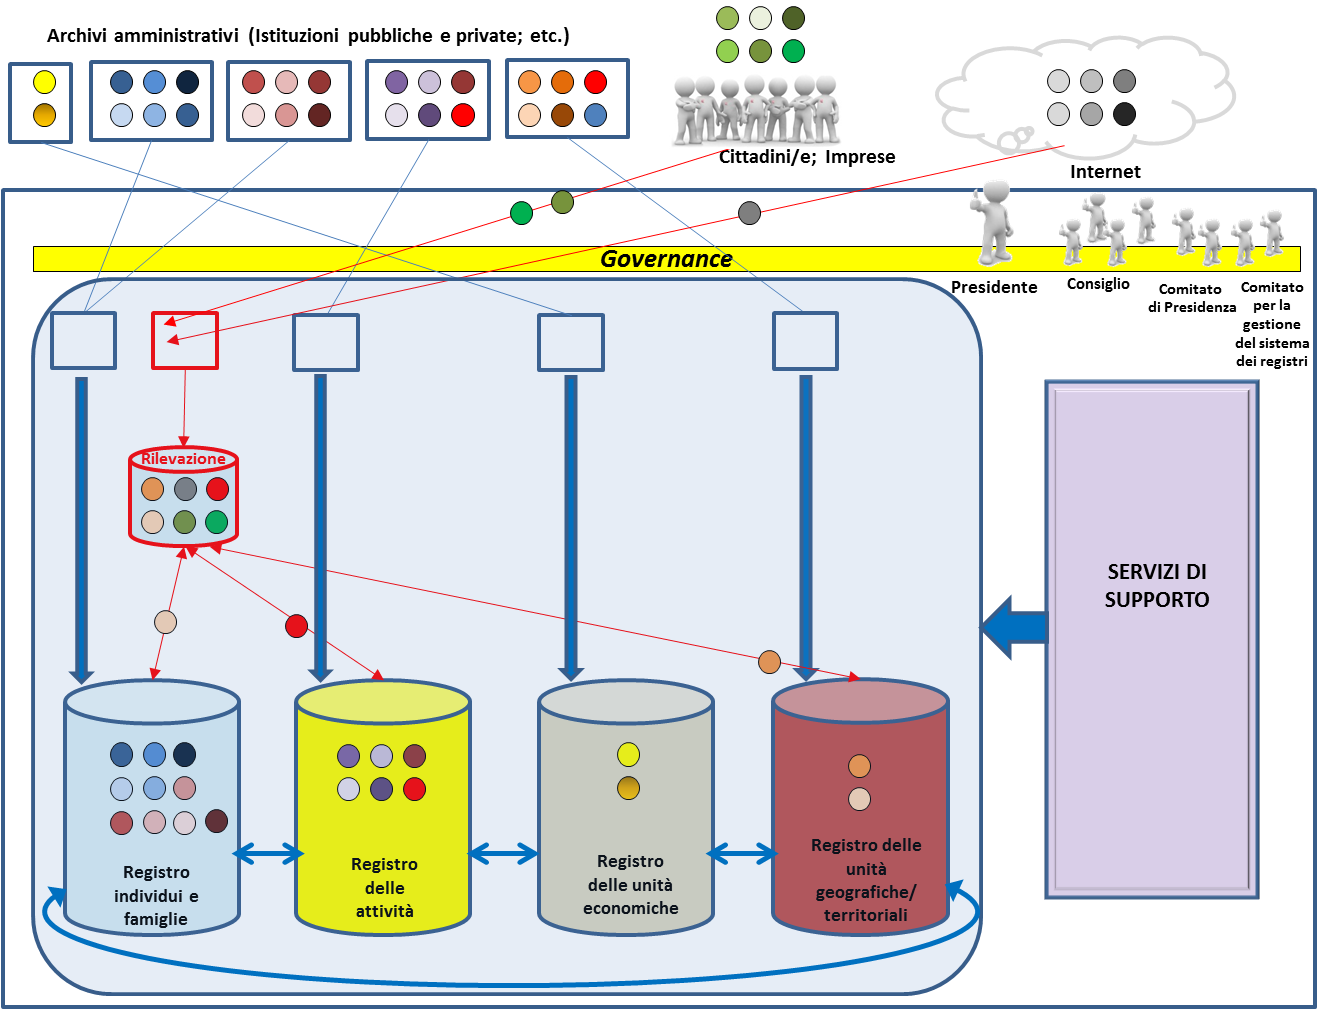 Archivi amministrativi (Istituzioni pubbliche e private; etc.)
Cittadini/e; Imprese
Internet
Governance
Presidente
Consiglio
Comitato
di Presidenza
Comitato
per la
gestione
del sistema
dei registri
Rilevazione
SERVIZI DI
SUPPORTO
Registro
individui e
famiglie
Registro
delle
attività
Registro
delle unità
economiche
Registro delle
unità
geografiche/
territoriali